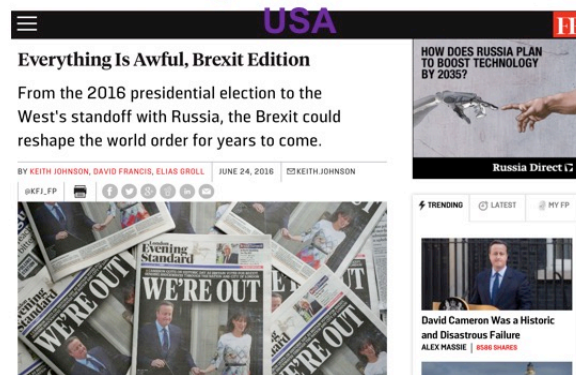 USA
Everything Is Awful, Brexit Edition
From the 2016 presidential election to the
West's standoff with Russia, the Brexit could
reshape the world order for years to come.
BY KEITH JOHNSON, DAVID FRANCIS, ELIAS GROLL
JUNE 24, 2016
KEITH.JOHNSON
@KFJ_FP
London
Evening
Standard
WE'RE OUT
WE'RE OUT
WE'RE OUT
HOW DOES RUSSIA PLAN
TO BOOST TECHNOLOGY
BY 2035?
Russia Direct
TRENDING
LATEST
MY FP
David Cameron Was a Historic
and Disastrous Failure
ALEX MASSIE | 8586 SHARES